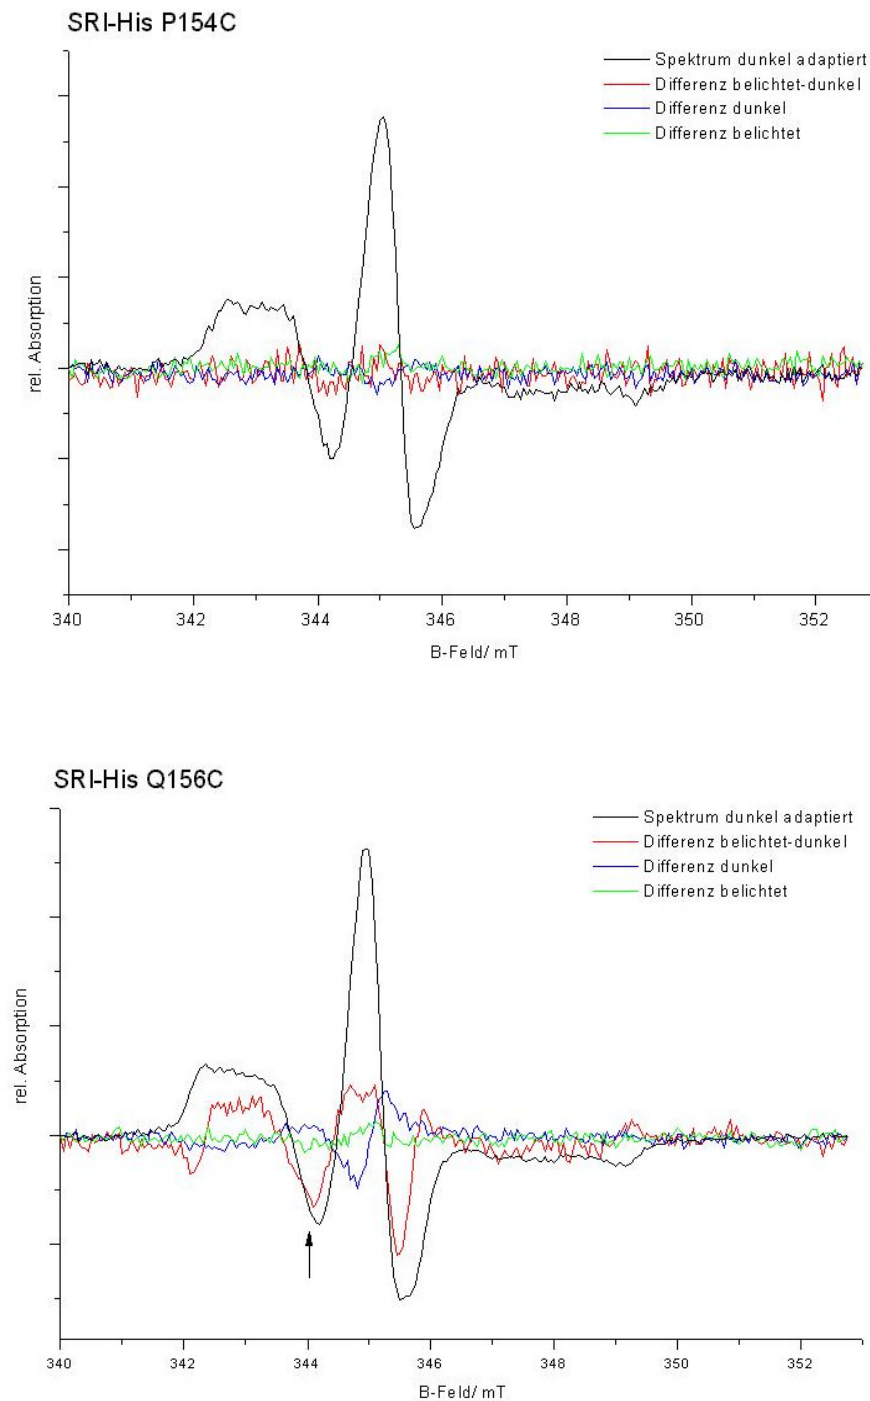 SRI-His P154C
Spektrum dunkel adaptiert
Differenz belichtet-dunkel
Differenz dunkel
Differenz belichtet
rel. Absorption
340 342 344 346 348 350 352
B-Feld/ mT
SRI-His Q156C
Spektrum dunkel adaptiert
Differenz belichtet-dunkel
Differenz dunkel
Differenz belichtet
rel. Absorption
340 342 344 346 348 350 352
B-Feld/ mT